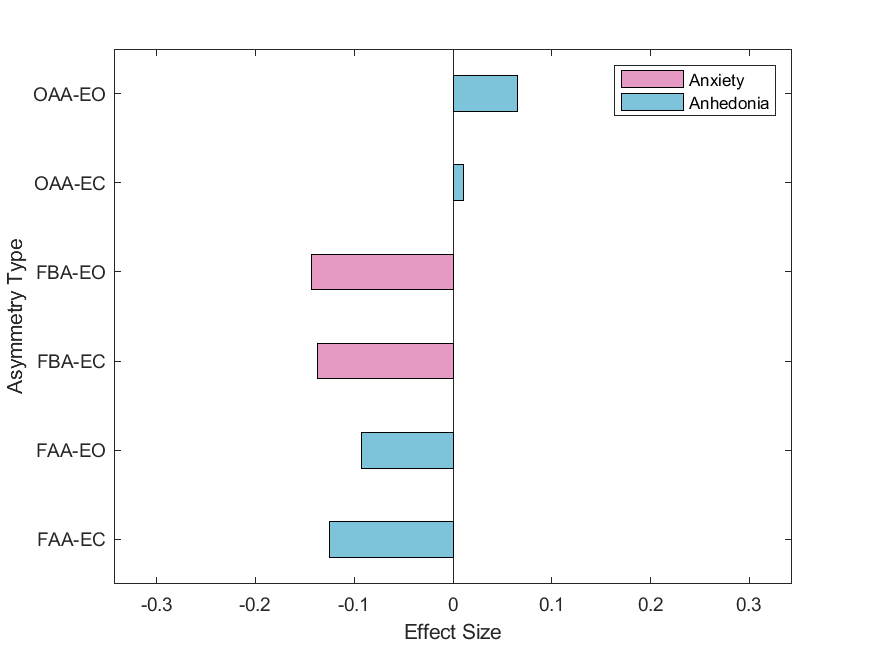 Anxiety
Anhedonia
OAA-EO
OAA-EC
FBA-EO
FBA-EC
FAA-EO
FAA-EC
Asymmetry Type
-0.3 -0.2 -0.1 0 0.1 0.2 0.3
Effect Size